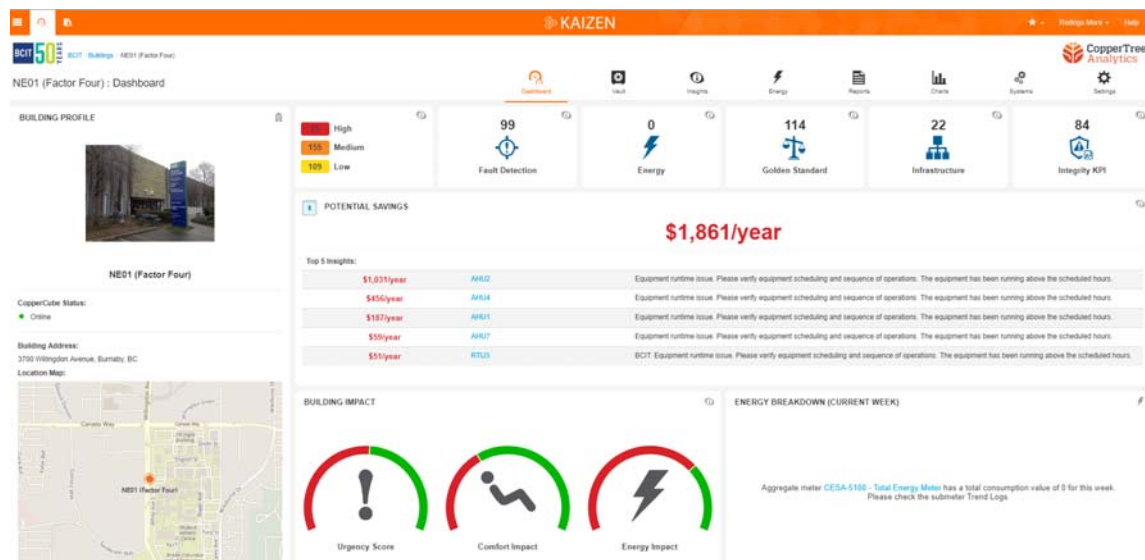 KAIZEN
Rodrigo Marx
Help
BCIT 50 YEARS
BCIT Buildings NE01 (Factor Four)
CopperTree Analytics
NE01 (Factor Four) : Dashboard
Dashboard
Vault
Insights
Energy
Reports
Charts
Systems
Settings
BUILDING PROFILE
NE01 (Factor Four)
CopperCube Status:
Online
Building Address:
3700 Willingdon Avenue, Burnaby, BC
Location Map:
Canada Way
NE01 (Factor Four)
High
155 Medium
109 Low
99
Fault Detection
0
Energy
114
Golden Standard
22
Infrastructure
84
Integrity KPI
$ POTENTIAL SAVINGS
$1,861/year
Top 5 Insights:
$1,031/year AHU2 Equipment runtime issue. Please verify equipment scheduling and sequence of operations. The equipment has been running above the scheduled hours.
$456/year AHU4 Equipment runtime issue. Please verify equipment scheduling and sequence of operations. The equipment has been running above the scheduled hours.
$187/year AHU1 Equipment runtime issue. Please verify equipment scheduling and sequence of operations. The equipment has been running above the scheduled hours.
$59/year AHU7 Equipment runtime issue. Please verify equipment scheduling and sequence of operations. The equipment has been running above the scheduled hours.
$51/year RTU3 BCIT: Equipment runtime issue. Please verify equipment scheduling and sequence of operations. The equipment has been running above the scheduled hours.
BUILDING IMPACT
Urgency Score
Comfort Impact
Energy Impact
ENERGY BREAKDOWN (CURRENT WEEK)
Aggregate meter CESA-5100 - Total Energy Meter has a total consumption value of 0 for this week.
Please check the submeter Trend Logs.